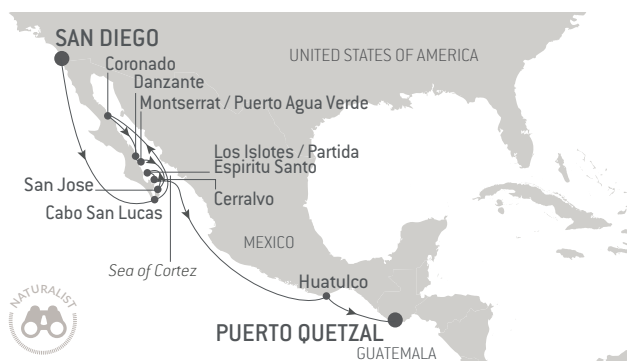 SAN DIEGO
UNITED STATES OF AMERICA
Coronado
Danzante
Montserrat / Puerto Agua Verde
Los Islotes / Partida
Espiritu Santo
San Jose
Cerralvo
Cabo San Lucas
MEXICO
Sea of Cortez
Huatulco
NATURALIST
PUERTO QUETZAL
GUATEMALA